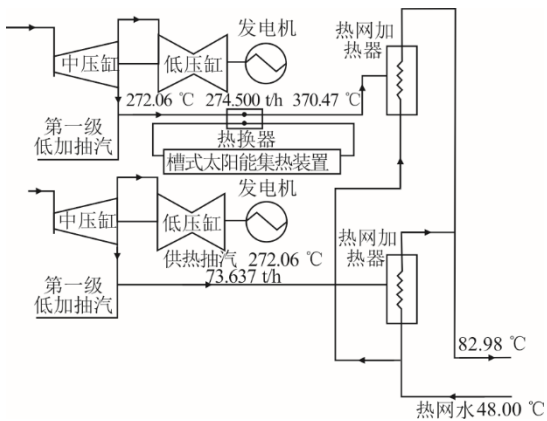 发电机
热网加
热器
中压缸
低压缸
272.06 ℃
274.500 t/h
370.47 ℃
第一级
低加抽汽
热换器
槽式太阳能集热装置
发电机
中压缸
低压缸
热网加
热器
供热抽汽
272.06 ℃
73.637 t/h
第一级
低加抽汽
82.98 ℃
热网水48.00 ℃